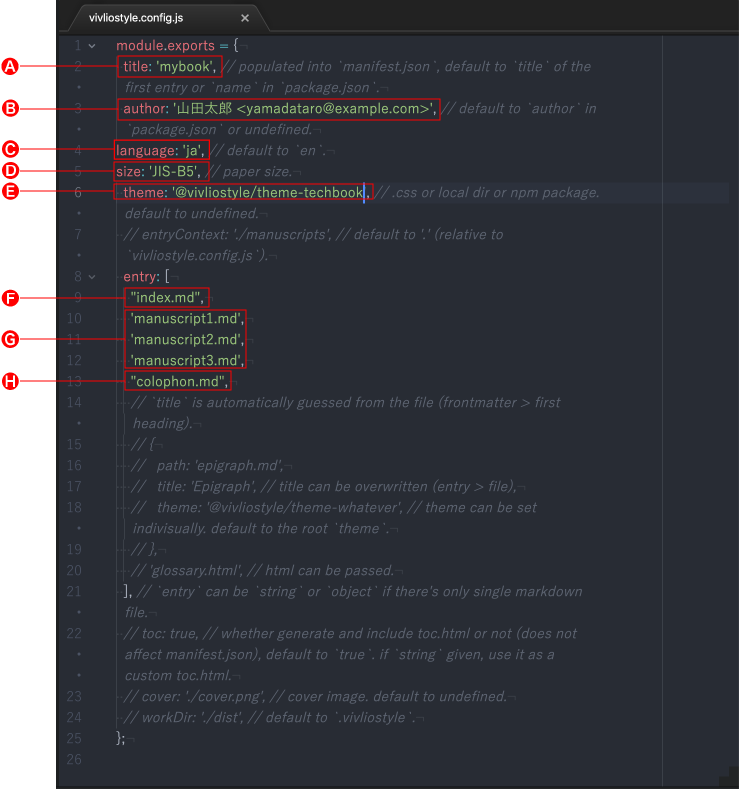 vivliostyle.config.js ×
1 module.exports = {
A 2 title: 'mybook', // populated into `manifest.json`, default to `title` of the
first entry or `name` in `package.json`.
B 3 author: '山田太郎 <yamadataro@example.com>', // default to `author` in
`package.json` or undefined.
C 4 language: 'ja', // default to `en`.
D 5 size: 'JIS-B5', // paper size.
E 6 theme: '@vivliostyle/theme-techbook', // .css or local dir or npm package.
default to undefined.
7 // entryContext: './manuscripts', // default to '.' (relative to
`vivliostyle.config.js`).
8 entry: [
F 9 "index.md",
10 'manuscript1.md',
G 11 'manuscript2.md',
12 'manuscript3.md',
H 13 "colophon.md",
14 // `title` is automatically guessed from the file (frontmatter > first
heading).
15 // {
16 // path: 'epigraph.md',
17 // title: 'Epigraph', // title can be overwritten (entry > file),
18 // theme: '@vivliostyle/theme-whatever', // theme can be set
indivisually. default to the root `theme`.
19 // },
20 // 'glossary.html', // html can be passed.
21 ], // `entry` can be `string` or `object` if there's only single markdown
file.
22 // toc: true, // whether generate and include toc.html or not (does not
affect manifest.json), default to `true`. if `string` given, use it as a
custom toc.html.
23 // cover: './cover.png', // cover image. default to undefined.
24 // workDir: './dist', // default to `.vivliostyle`.
25 };
26